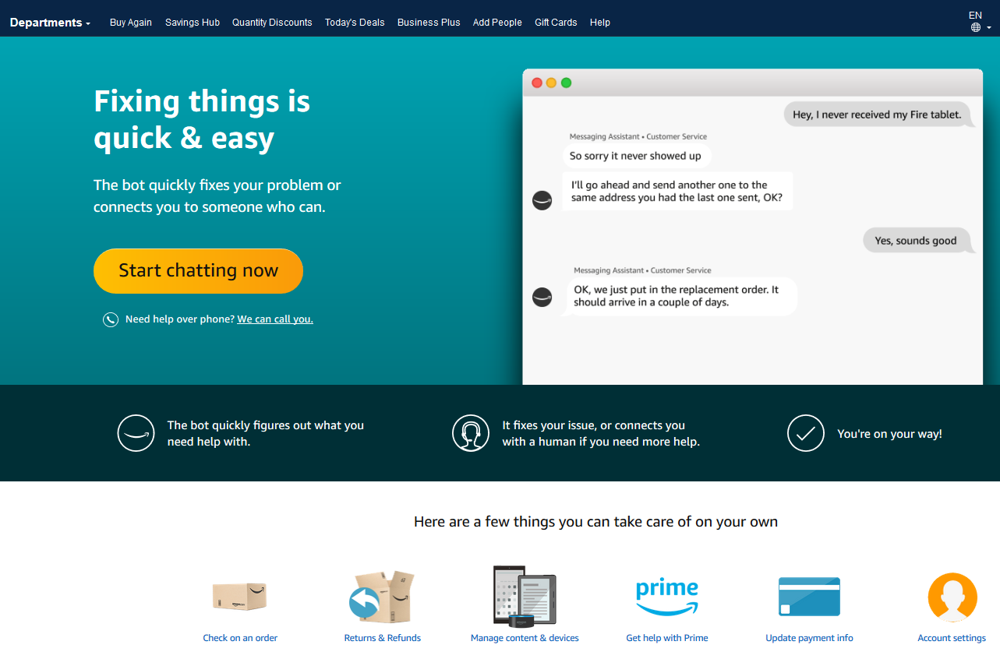 Departments
Buy Again
Savings Hub
Quantity Discounts
Today's Deals
Business Plus
Add People
Gift Cards
Help
EN
Fixing things is
quick & easy
The bot quickly fixes your problem or
connects you to someone who can.
Start chatting now
Need help over phone? We can call you.
Hey, I never received my Fire tablet.
Messaging Assistant • Customer Service
So sorry it never showed up
I'll go ahead and send another one to the
same address you had the last one sent, OK?
Yes, sounds good
Messaging Assistant • Customer Service
OK, we just put in the replacement order. It
should arrive in a couple of days.
The bot quickly figures out what you
need help with.
It fixes your issue, or connects you
with a human if you need more help.
You're on your way!
Here are a few things you can take care of on your own
prime
Check on an order
Returns & Refunds
Manage content & devices
Get help with Prime
Update payment info
Account settings